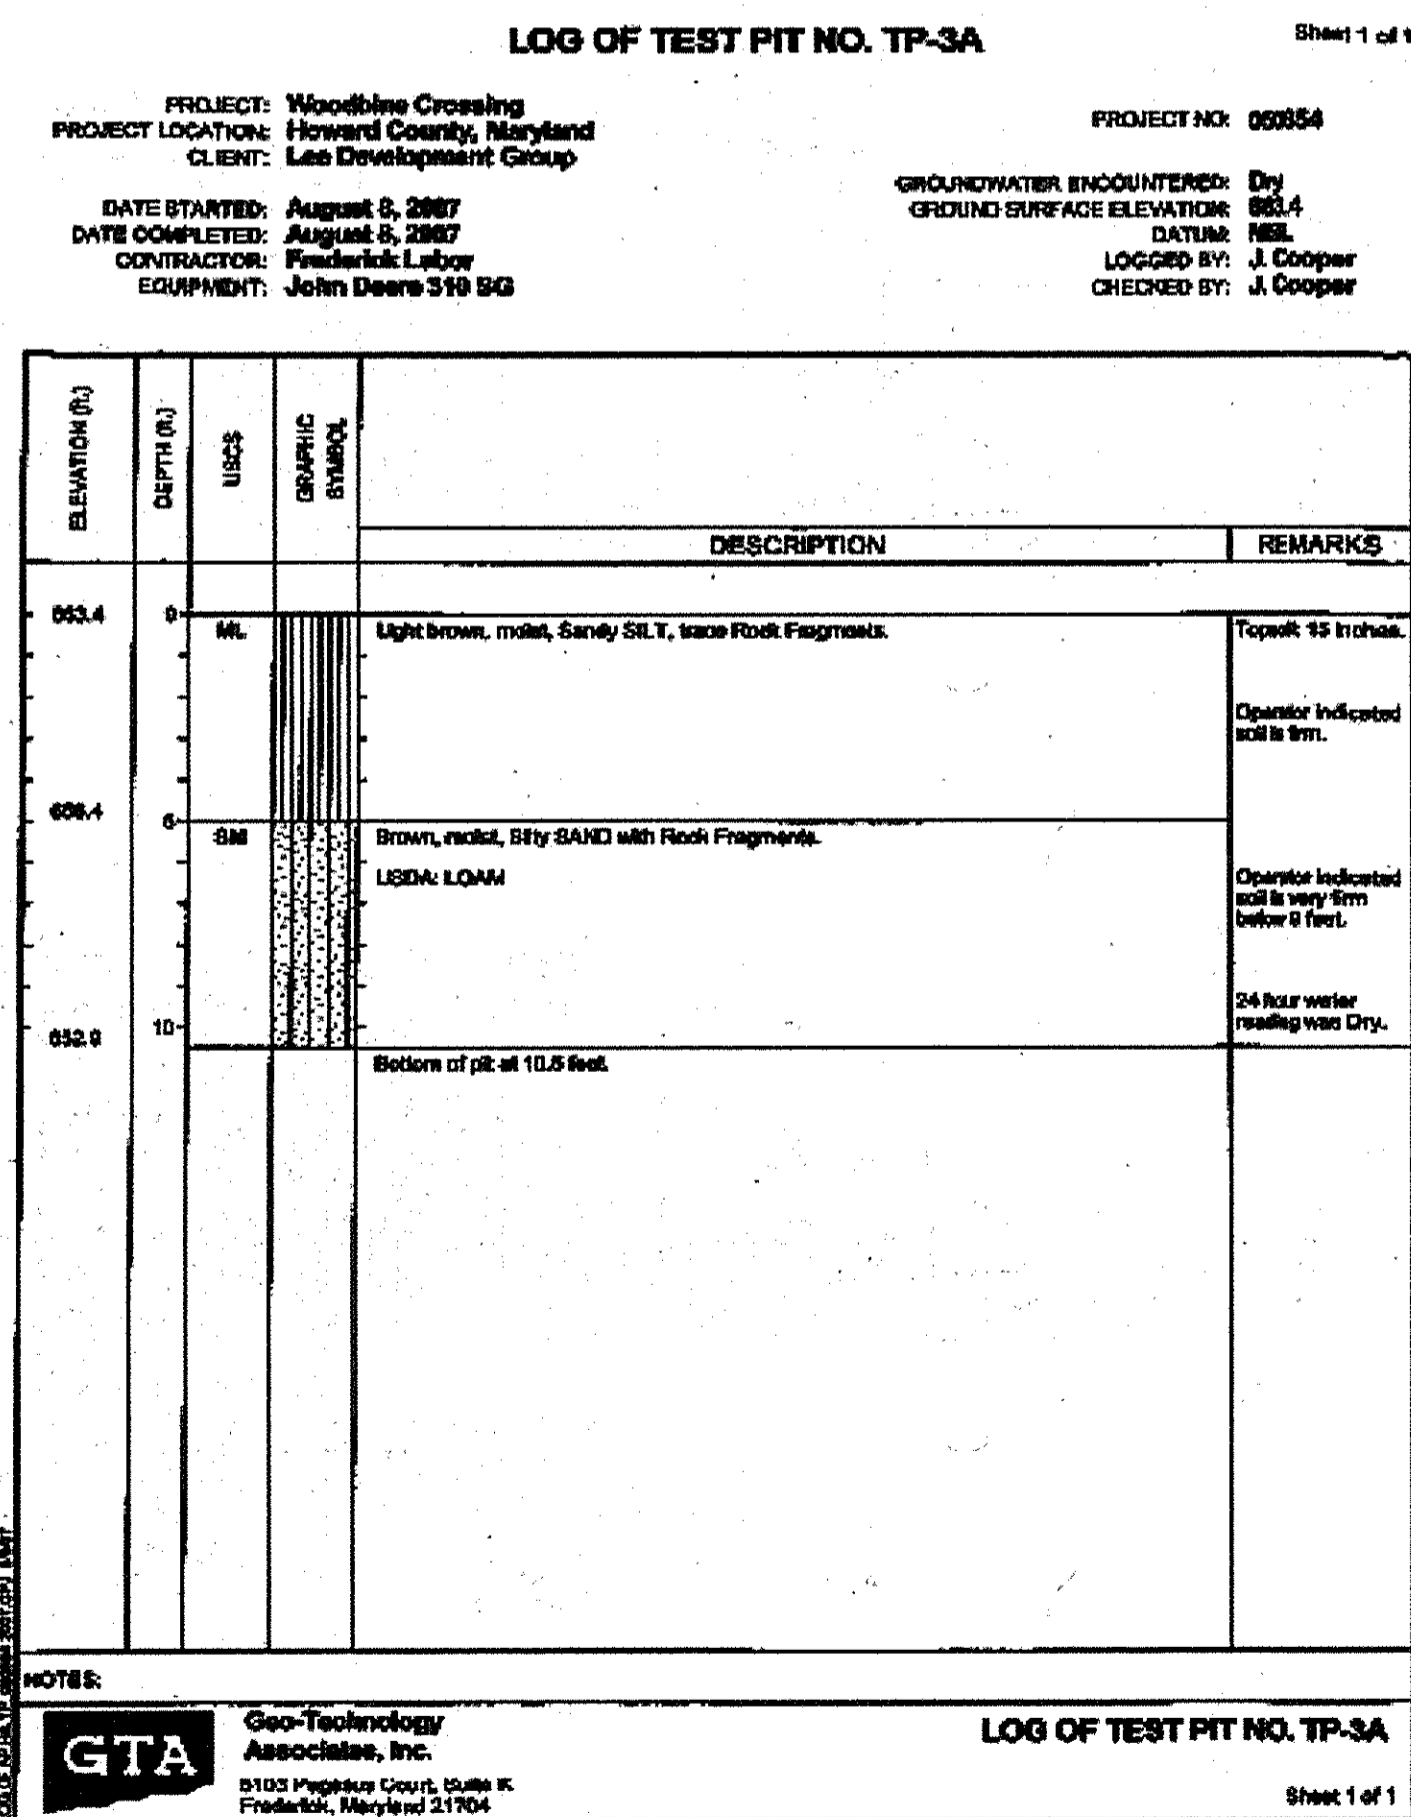 LOG OF TEST PIT NO. TP-3A
Sheet 1 of 1
PROJECT: Woodbine Crossing
PROJECT LOCATION: Howard County, Maryland
CLIENT: Lee Development Group
PROJECT NO: 050854
DATE STARTED: August 8, 2007
DATE COMPLETED: August 8, 2007
CONTRACTOR: Frederick Labor
EQUIPMENT: John Deere 310 SG
GROUNDWATER ENCOUNTERED: Dry
GROUND SURFACE ELEVATION: 663.4
DATUM: MSL
LOGGED BY: J. Cooper
CHECKED BY: J. Cooper
ELEVATION (ft.)
DEPTH (ft.)
USCS
GRAPHIC
SYMBOL
DESCRIPTION
REMARKS
663.4
0
ML
Light brown, moist, Sandy SILT, trace Rock Fragments.
Topsoil: 15 inches.
Operator indicated
soil is firm.
658.4
5
SM
Brown, moist, Silty SAND with Rock Fragments.
USDA: LOAM
Operator indicated
soil is very firm
below feet.
24 hour water
reading was Dry.
652.9
10
Bottom of pit at 10.5 feet.
NOTES:
GTA
Geo-Technology
Associates, Inc.
5103 Pegasus Court, Suite K
Frederick, Maryland 21704
LOG OF TEST PIT NO. TP-3A
Sheet 1 of 1